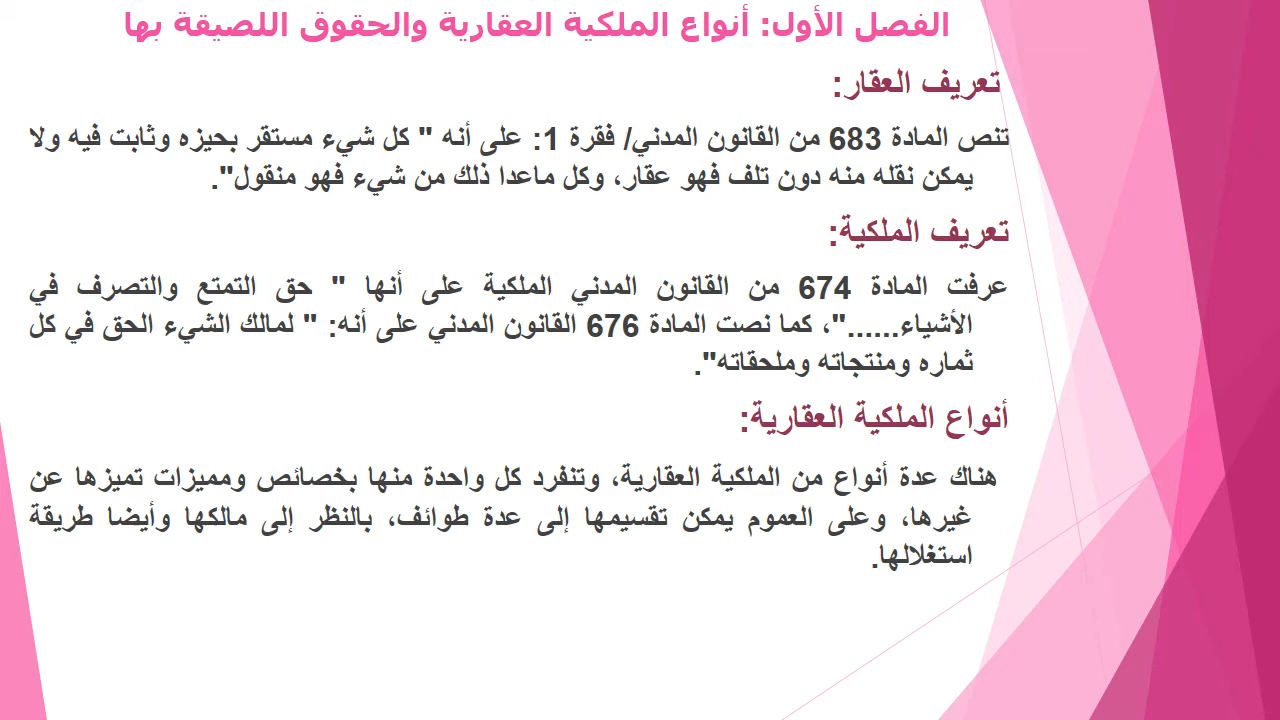 الفصل الأول: أنواع الملكية العقارية والحقوق اللصيقة بها
تعريف العقار:
تنص المادة 683 من القانون المدني/ فقرة 1: على أنه " كل شيء مستقر بحيزه وثابت فيه ولا
يمكن نقله منه دون تلف فهو عقار، وكل ماعدا ذلك من شيء فهو منقول".
تعريف الملكية:
عرفت المادة 674 من القانون المدني الملكية على أنها " حق التمتع والتصرف في
الأشياء......"، كما نصت المادة 676 القانون المدني على أنه: " لمالك الشيء الحق في كل
ثماره ومنتجاته وملحقاته".
أنواع الملكية العقارية:
هناك عدة أنواع من الملكية العقارية، وتنفرد كل واحدة منها بخصائص ومميزات تميزها عن
غيرها، وعلى العموم يمكن تقسيمها إلى عدة طوائف، بالنظر إلى مالكها وأيضا طريقة
استغلالها.